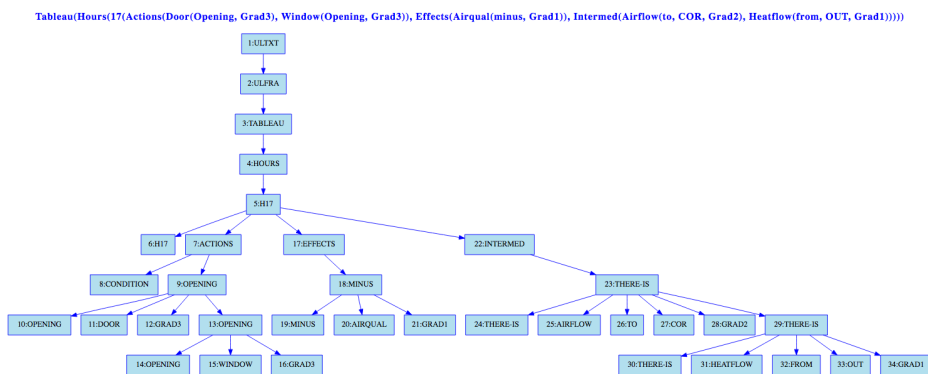 Tableau(Hours(17(Actions(Door(Opening, Grad3), Window(Opening, Grad3)), Effects(Airqual(minus, Grad1)), Intermed(Airflow(to, COR, Grad2), Heatflow(from, OUT, Grad1)))))
1:ULTXT
2:ULFRA
3:TABLEAU
4:HOURS
5:H17
6:H17 7:ACTIONS 17:EFFECTS 22:INTERMED
8:CONDITION 9:OPENING 18:MINUS 23:THERE-IS
10:OPENING 11:DOOR 12:GRAD3 13:OPENING 19:MINUS 20:AIRQUAL 21:GRAD1 24:THERE-IS 25:AIRFLOW 26:TO 27:COR 28:GRAD2 29:THERE-IS
14:OPENING 15:WINDOW 16:GRAD3 30:THERE-IS 31:HEATFLOW 32:FROM 33:OUT 34:GRAD1